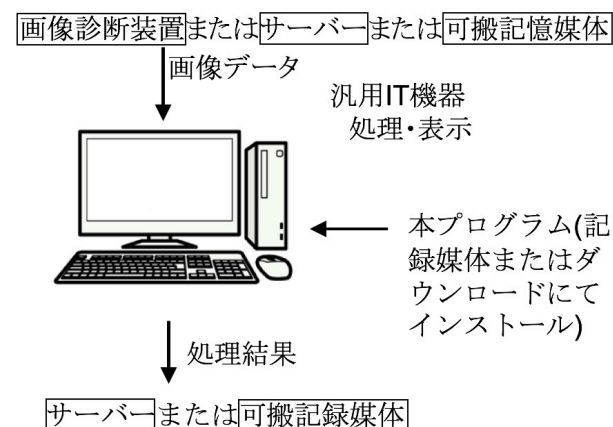 画像診断装置またはサーバーまたは可搬記憶媒体
画像データ
汎用IT機器
処理・表示
本プログラム(記
録媒体またはダ
ウンロードにて
インストール)
処理結果
サーバーまたは可搬記録媒体